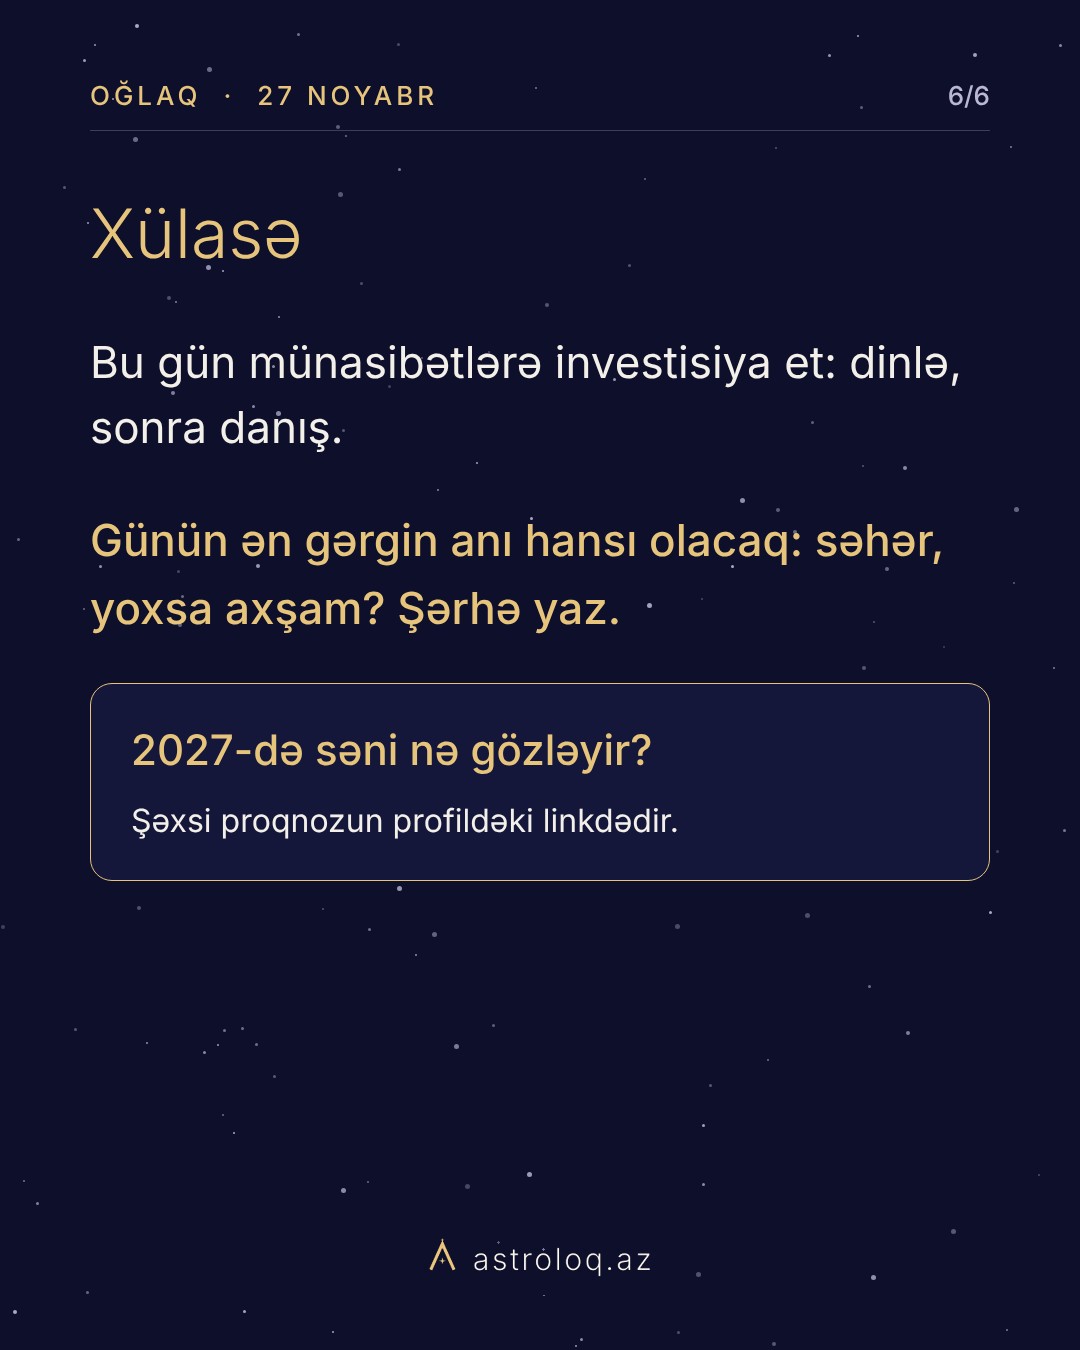 OĞLAQ · 27 NOYABR
6/6
Xülasə
Bu gün münasibətlərə investisiya et: dinlə,
sonra danış.
Günün ən gərgin anı hansı olacaq: səhər,
yoxsa axşam? Şərhə yaz.
2027-də səni nə gözləyir?
Şəxsi proqnozun profildəki linkdədir.
astroloq.az